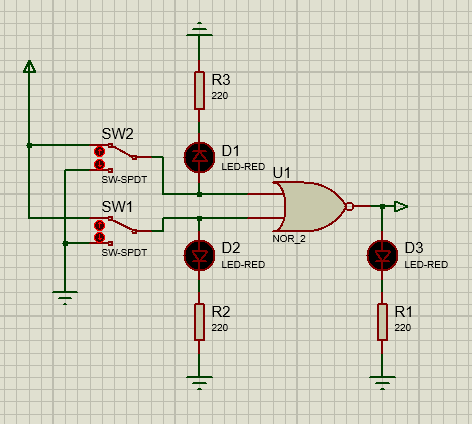 R3
220
SW2
D1
LED-RED
SW-SPDT
U1
SW1
NOR_2
SW-SPDT
D2
LED-RED
D3
LED-RED
R2
220
R1
220